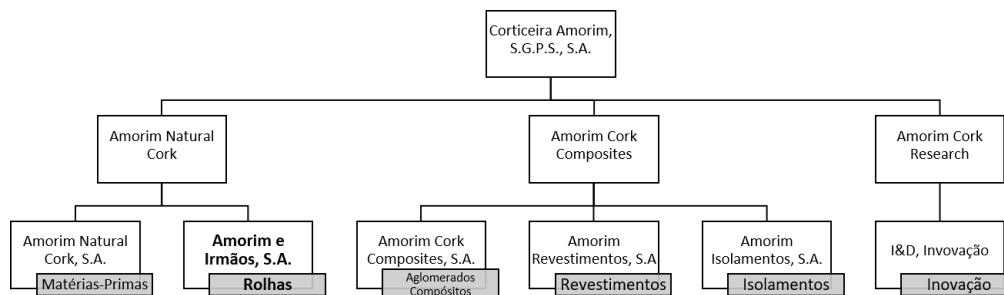 Corticeira Amorim,
S.G.P.S., S.A.
Amorim Natural
Cork
Amorim Cork
Composites
Amorim Cork
Research
Amorim Natural
Cork, S.A.
Matérias-Primas
Amorim e
Irmãos, S.A.
Rolhas
Amorim Cork
Composites, S.A.
Aglomerados
Compósitos
Amorim
Revestimentos, S.A
Revestimentos
Amorim
Isolamentos, S.A.
Isolamentos
I&D, Invovação
Inovação